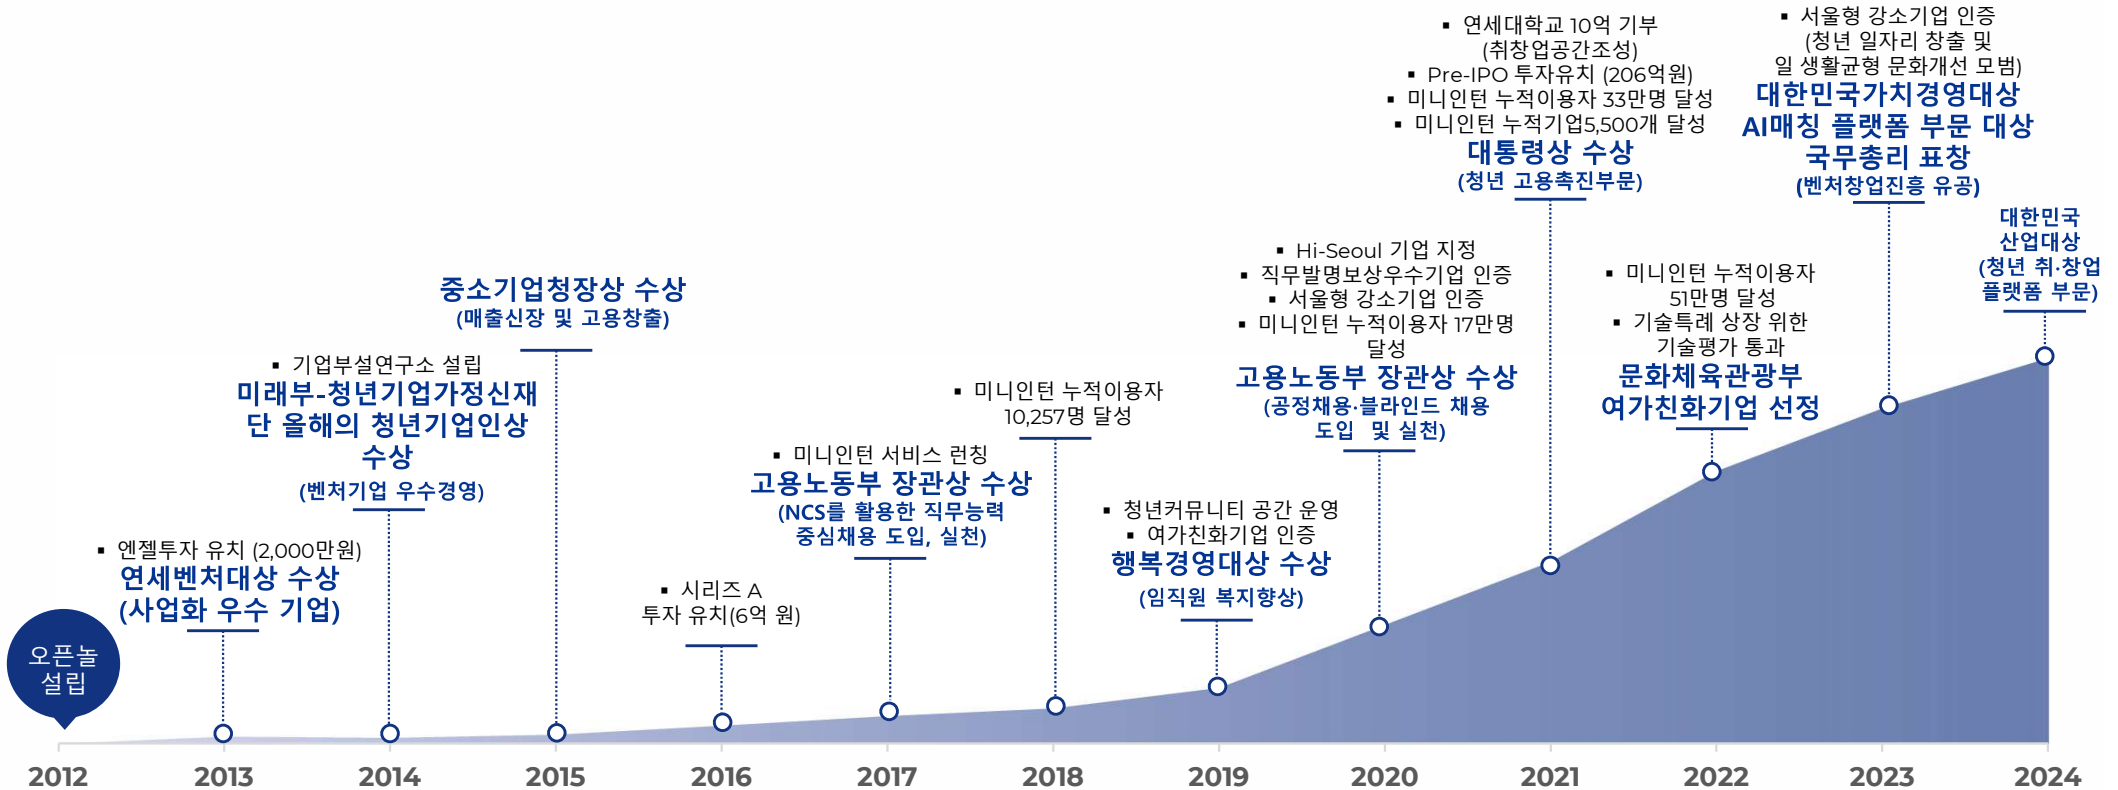 오픈놀
설립
▪ 엔젤투자 유치 (2,000만원)
연세벤처대상 수상
(사업화 우수 기업)
▪ 기업부설연구소 설립
미래부-청년기업가정신재
단 올해의 청년기업인상
수상
(벤처기업 우수경영)
중소기업청장상 수상
(매출신장 및 고용창출)
▪ 시리즈 A
투자 유치(6억 원)
▪ 미니인턴 서비스 런칭
고용노동부 장관상 수상
(NCS를 활용한 직무능력
중심채용 도입, 실천)
▪ 미니인턴 누적이용자
10,257명 달성
▪ 청년커뮤니티 공간 운영
▪ 여가친화기업 인증
행복경영대상 수상
(임직원 복지향상)
▪ Hi-Seoul 기업 지정
▪ 직무발명보상우수기업 인증
▪ 서울형 강소기업 인증
▪ 미니인턴 누적이용자 17만명
달성
고용노동부 장관상 수상
(공정채용·블라인드 채용
도입 및 실천)
▪ 연세대학교 10억 기부
(취창업공간조성)
▪ Pre-IPO 투자유치 (206억원)
▪ 미니인턴 누적이용자 33만명 달성
▪ 미니인턴 누적기업5,500개 달성
대통령상 수상
(청년 고용촉진부문)
▪ 미니인턴 누적이용자
51만명 달성
▪ 기술특례 상장 위한
기술평가 통과
문화체육관광부
여가친화기업 선정
▪ 서울형 강소기업 인증
(청년 일자리 창출 및
일 생활균형 문화개선 모범)
대한민국가치경영대상
AI매칭 플랫폼 부문 대상
국무총리 표창
(벤처창업진흥 유공)
대한민국
산업대상
(청년 취·창업
플랫폼 부문)
2012 2013 2014 2015 2016 2017 2018 2019 2020 2021 2022 2023 2024